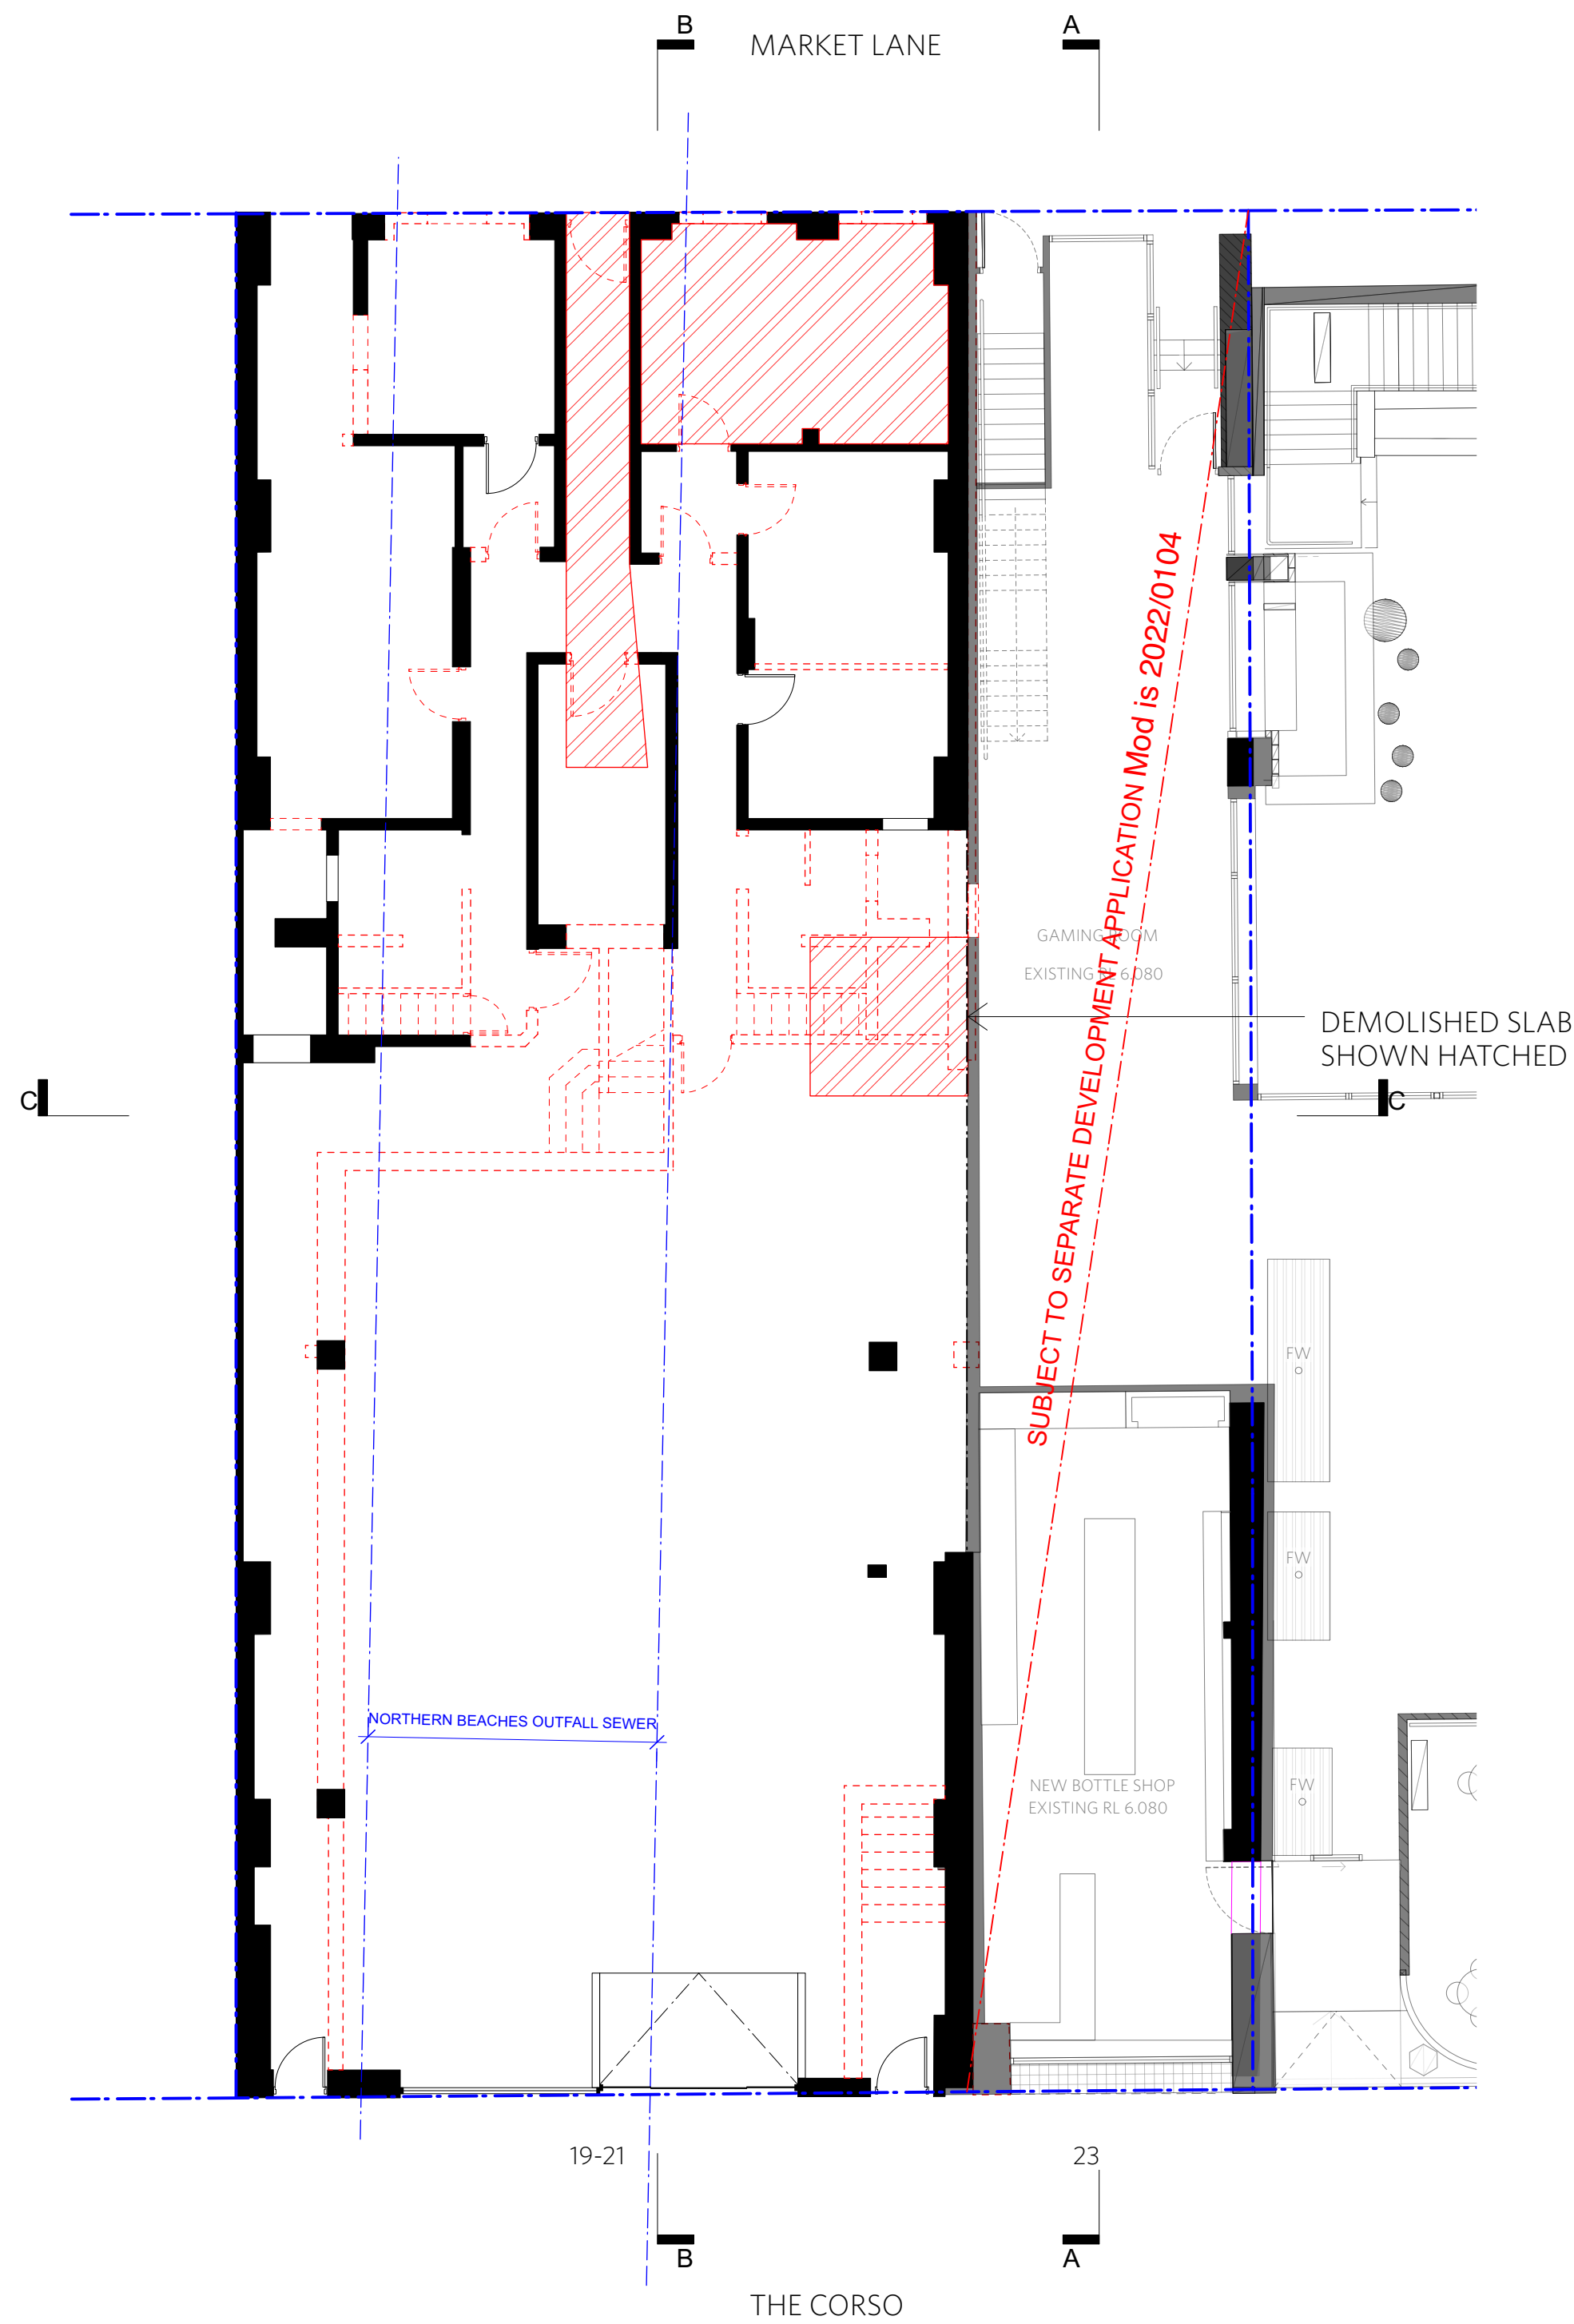 B
A
MARKET LANE
SUBJECT TO SEPARATE DEVELOPMENT APPLICATION Mod is 2022/0104
GAMING ROOM
EXISTING RL 6.080
DEMOLISHED SLAB
SHOWN HATCHED
C
C
FW
FW
NORTHERN BEACHES OUTFALL SEWER
NEW BOTTLE SHOP
EXISTING RL 6.080
FW
19-21
23
B
A
THE CORSO